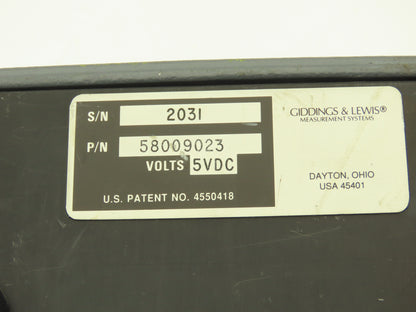 S/N 2031
P/N 58009023
VOLTS 5VDC
U.S. PATENT NO. 4550418
GIDDINGS & LEWIS®
MEASUREMENT SYSTEMS
DAYTON, OHIO
USA 45401